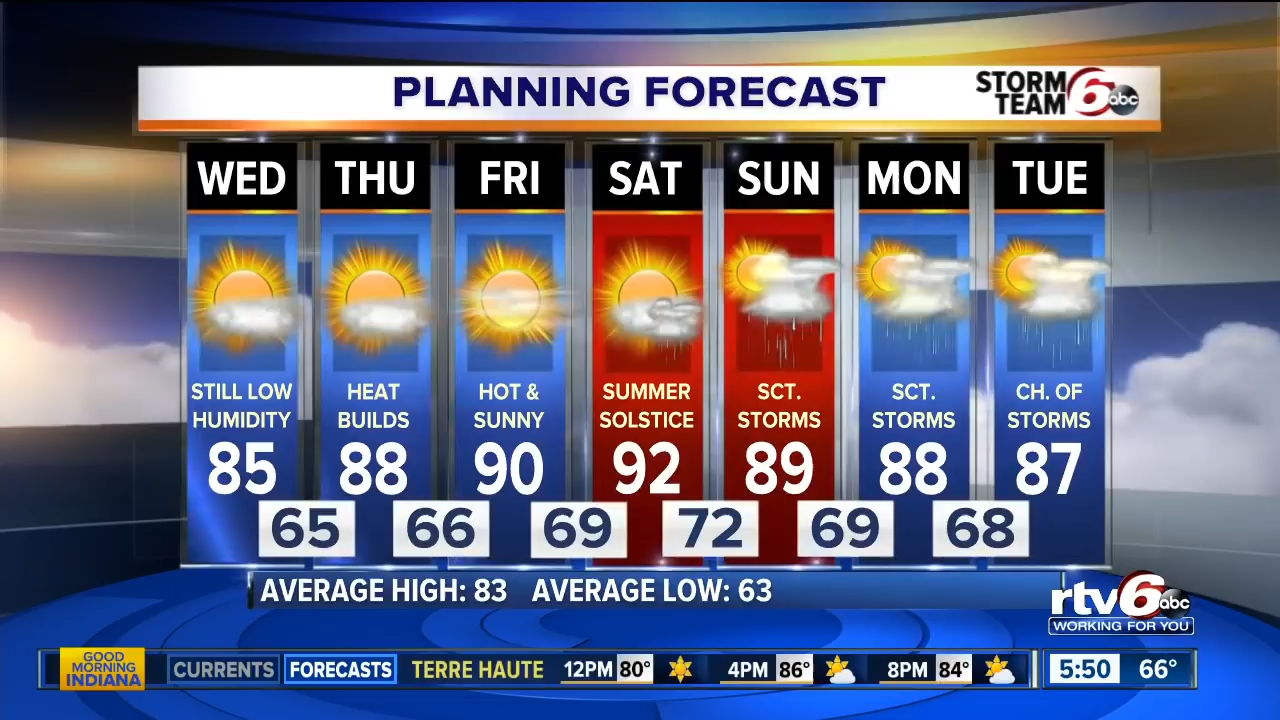 PLANNING FORECAST
STORM
TEAM 6 abc
WED THU FRI SAT SUN MON TUE
STILL LOW HUMIDITY
HEAT BUILDS
HOT & SUNNY
SUMMER SOLSTICE
SCT. STORMS
SCT. STORMS
CH. OF STORMS
85 88 90 92 89 88 87
65 66 69 72 69 68
AVERAGE HIGH: 83 AVERAGE LOW: 63
rtv6 abc
WORKING FOR YOU
GOOD
MORNING
INDIANA
CURRENTS FORECASTS TERRE HAUTE 12PM 80° 4PM 86° 8PM 84° 5:50 66°